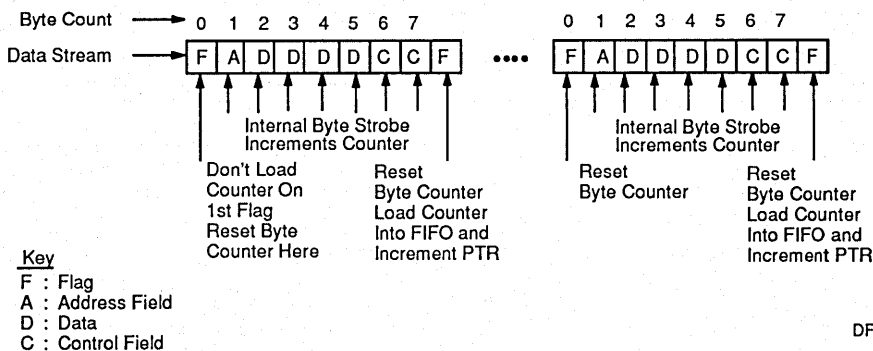 Byte Count 0 1 2 3 4 5 6 7 0 1 2 3 4 5 6 7
Data Stream F A D D D D C C F •••• F A D D D D C C F
Internal Byte Strobe
Increments Counter
Don't Load
Counter On
1st Flag
Reset Byte
Counter Here
Reset
Byte Counter
Load Counter
Into FIFO and
Increment PTR
Internal Byte Strobe
Increments Counter
Reset
Byte Counter
Reset
Byte Counter
Load Counter
Into FIFO and
Increment PTR
Key
F : Flag
A : Address Field
D : Data
C : Control Field
DF